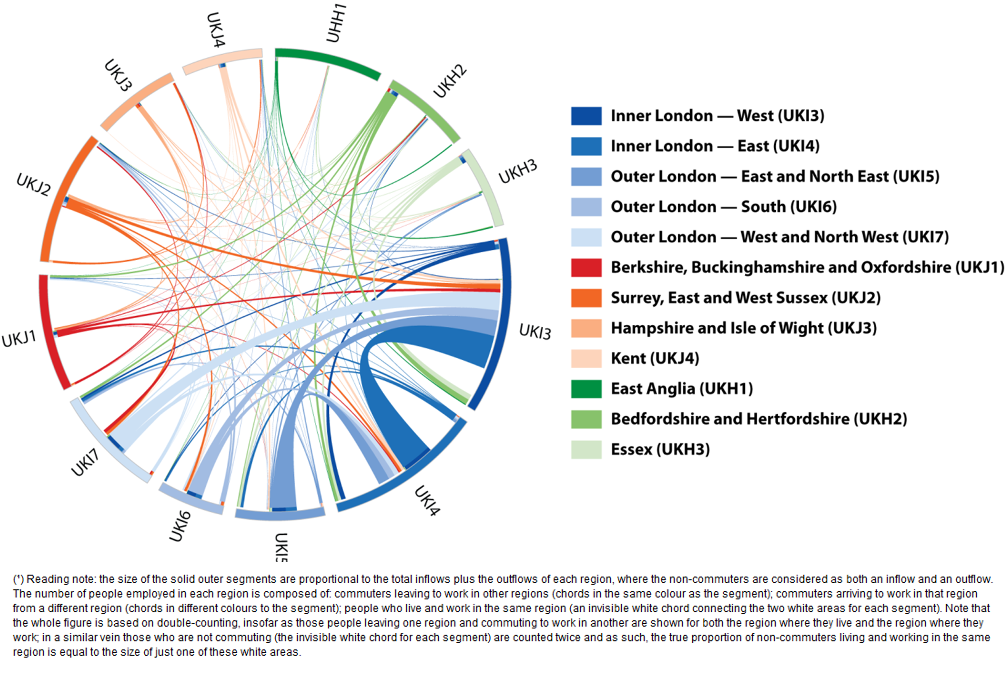 UKJ4
UHH1
UKJ3
UKH2
UKH3
UKJ2
UKI3
UKJ1
UKI7
UKI4
UKI6
UKI5
Inner London — West (UKI3)
Inner London — East (UKI4)
Outer London — East and North East (UKI5)
Outer London — South (UKI6)
Outer London — West and North West (UKI7)
Berkshire, Buckinghamshire and Oxfordshire (UKJ1)
Surrey, East and West Sussex (UKJ2)
Hampshire and Isle of Wight (UKJ3)
Kent (UKJ4)
East Anglia (UKH1)
Bedfordshire and Hertfordshire (UKH2)
Essex (UKH3)
(¹) Reading note: the size of the solid outer segments are proportional to the total inflows plus the outflows of each region, where the non-commuters are considered as both an inflow and an outflow.
The number of people employed in each region is composed of: commuters leaving to work in other regions (chords in the same colour as the segment); commuters arriving to work in that region
from a different region (chords in different colours to the segment); people who live and work in the same region (an invisible white chord connecting the two white areas for each segment). Note that
the whole figure is based on double-counting, insofar as those people leaving one region and commuting to work in another are shown for both the region where they live and the region where they
work; in a similar vein those who are not commuting (the invisible white chord for each segment) are counted twice and as such, the true proportion of non-commuters living and working in the same
region is equal to the size of just one of these white areas.